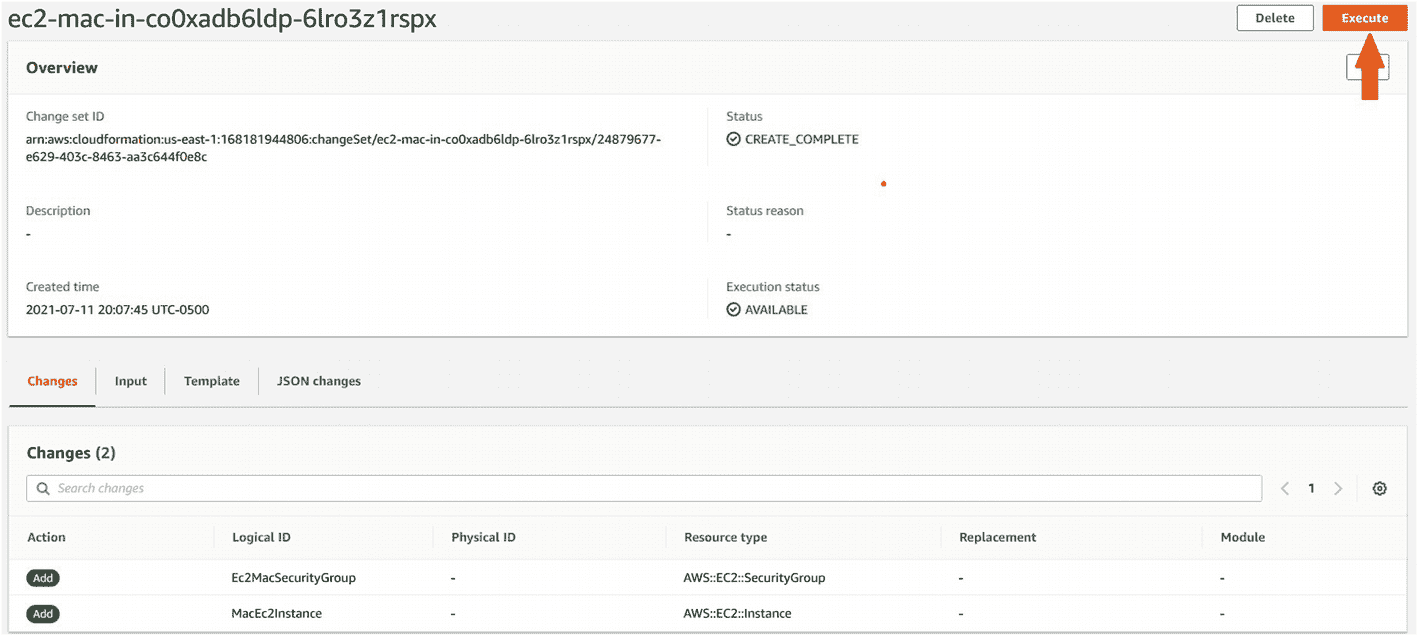 ec2-mac-in-co0xadb6ldp-6lro3z1rspx
Delete
Execute
Overview
Change set ID
arn:aws:cloudformation:us-east-1:168181944806:changeSet/ec2-mac-in-co0xadb6ldp-6lro3z1rspx/24879677-
e629-403c-8463-aa3c644f0e8c
Status
CREATE_COMPLETE
Description
-
Status reason
-
Created time
2021-07-11 20:07:45 UTC-0500
Execution status
AVAILABLE
Changes
Input
Template
JSON changes
Changes (2)
Search changes
1
Action Logical ID Physical ID Resource type Replacement Module
Add Ec2MacSecurityGroup - AWS::EC2::SecurityGroup - -
Add MacEc2Instance - AWS::EC2::Instance - -